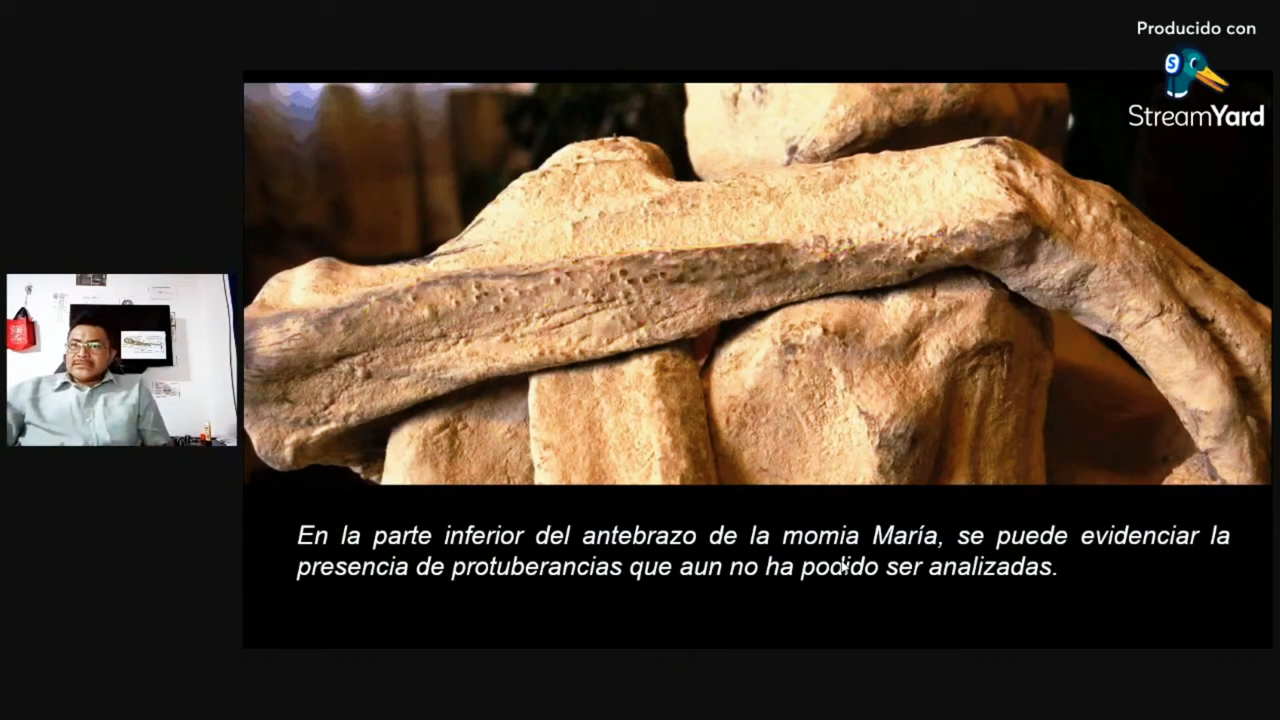 Producido con
StreamYard
En la parte inferior del antebrazo de la momia María, se puede evidenciar la
presencia de protuberancias que aun no ha podido ser analizadas.